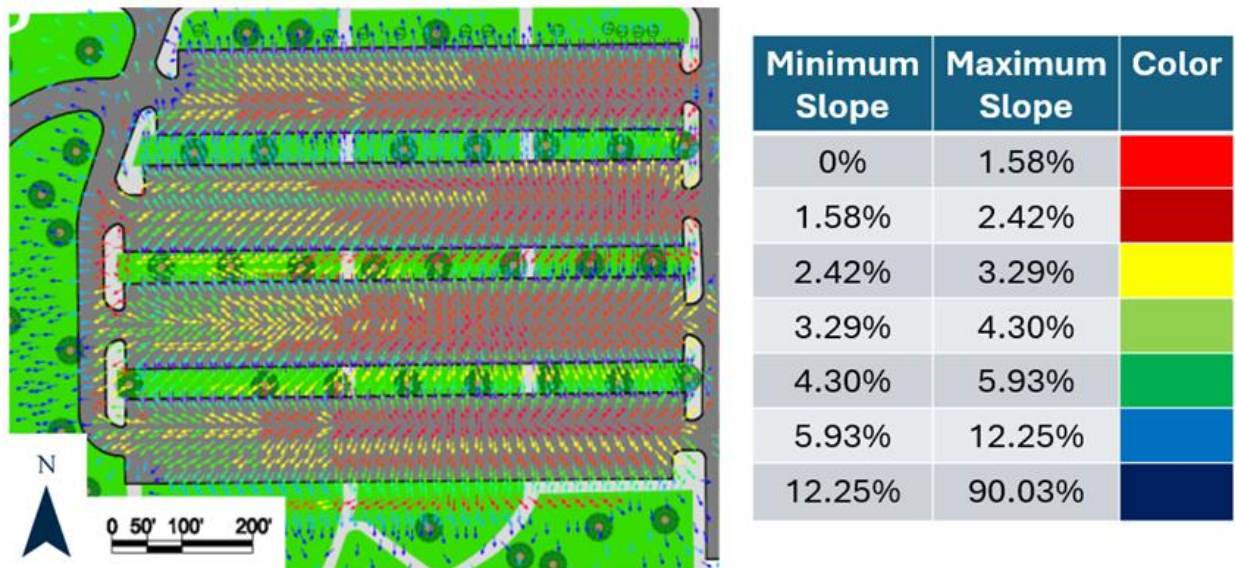 N
0 50' 100' 200'
Minimum Slope Maximum Slope Color
0% 1.58%
1.58% 2.42%
2.42% 3.29%
3.29% 4.30%
4.30% 5.93%
5.93% 12.25%
12.25% 90.03%